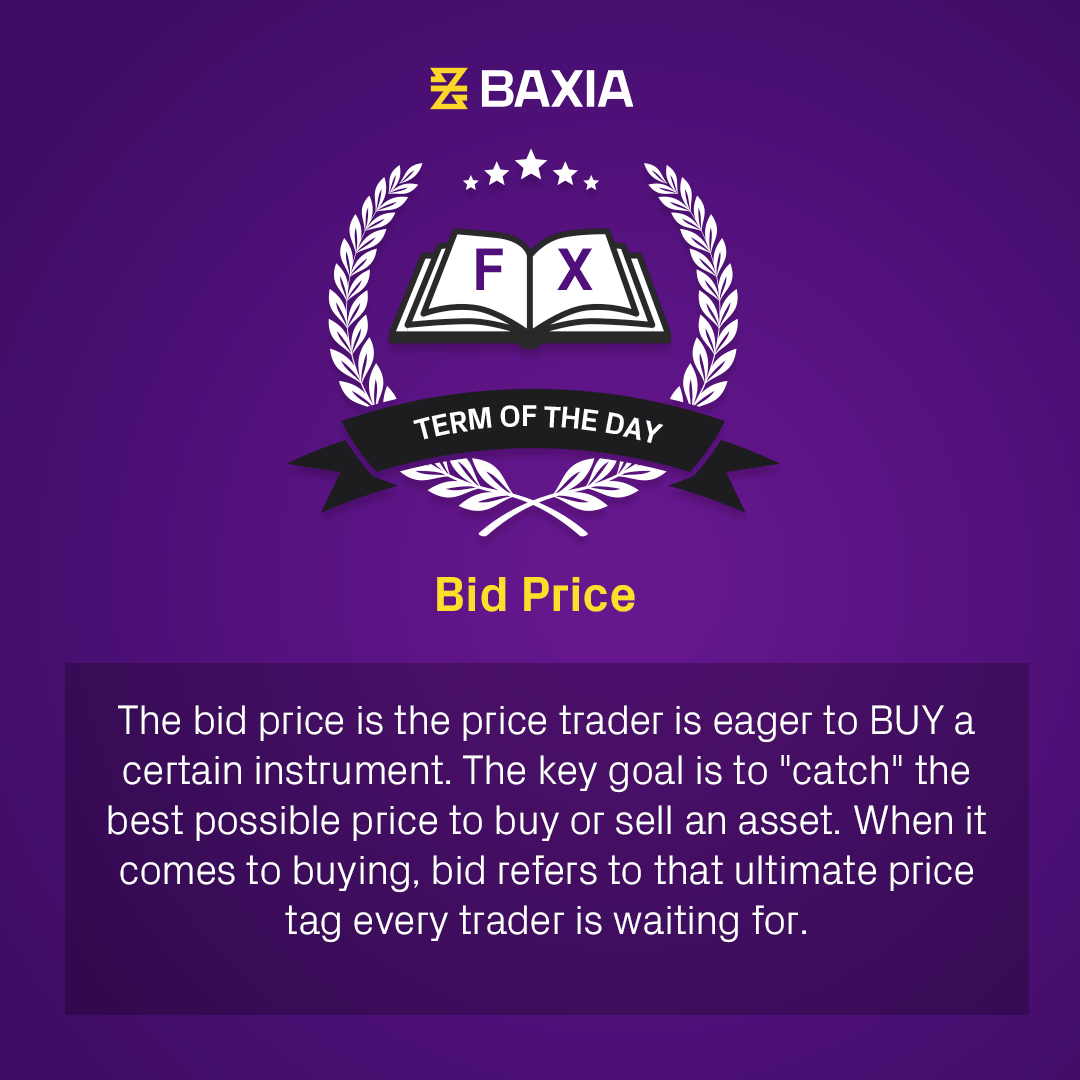 BAXIA
F X
TERM OF THE DAY
Bid Price
The bid price is the price trader is eager to BUY a
certain instrument. The key goal is to "catch" the
best possible price to buy or sell an asset. When it
comes to buying, bid refers to that ultimate price
tag every trader is waiting for.